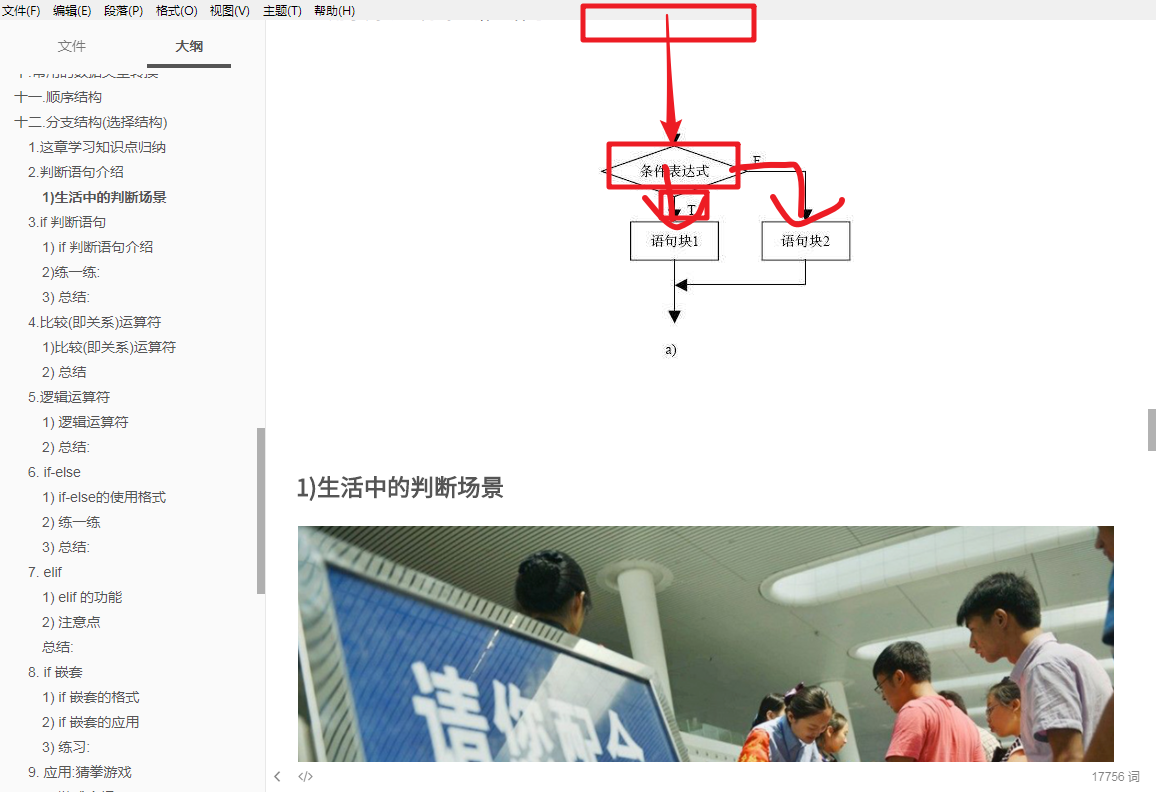 文件(F) 编辑(E) 段落(P) 格式(O) 视图(V) 主题(T) 帮助(H)
文件 大纲
十一.顺序结构
十二.分支结构(选择结构)
1.这章学习知识点归纳
2.判断语句介绍
1)生活中的判断场景
3.if 判断语句
1) if 判断语句介绍
2)练一练:
3) 总结:
4.比较(即关系)运算符
1)比较(即关系)运算符
2) 总结
5.逻辑运算符
1) 逻辑运算符
2) 总结:
6. if-else
1) if-else的使用格式
2) 练一练
3) 总结:
7. elif
1) elif 的功能
2) 注意点
总结:
8. if 嵌套
1) if 嵌套的格式
2) if 嵌套的应用
3) 练习:
9. 应用:猜拳游戏
条件表达式
F
T
语句块1
语句块2
a)
1)生活中的判断场景
请你配合
17756 词